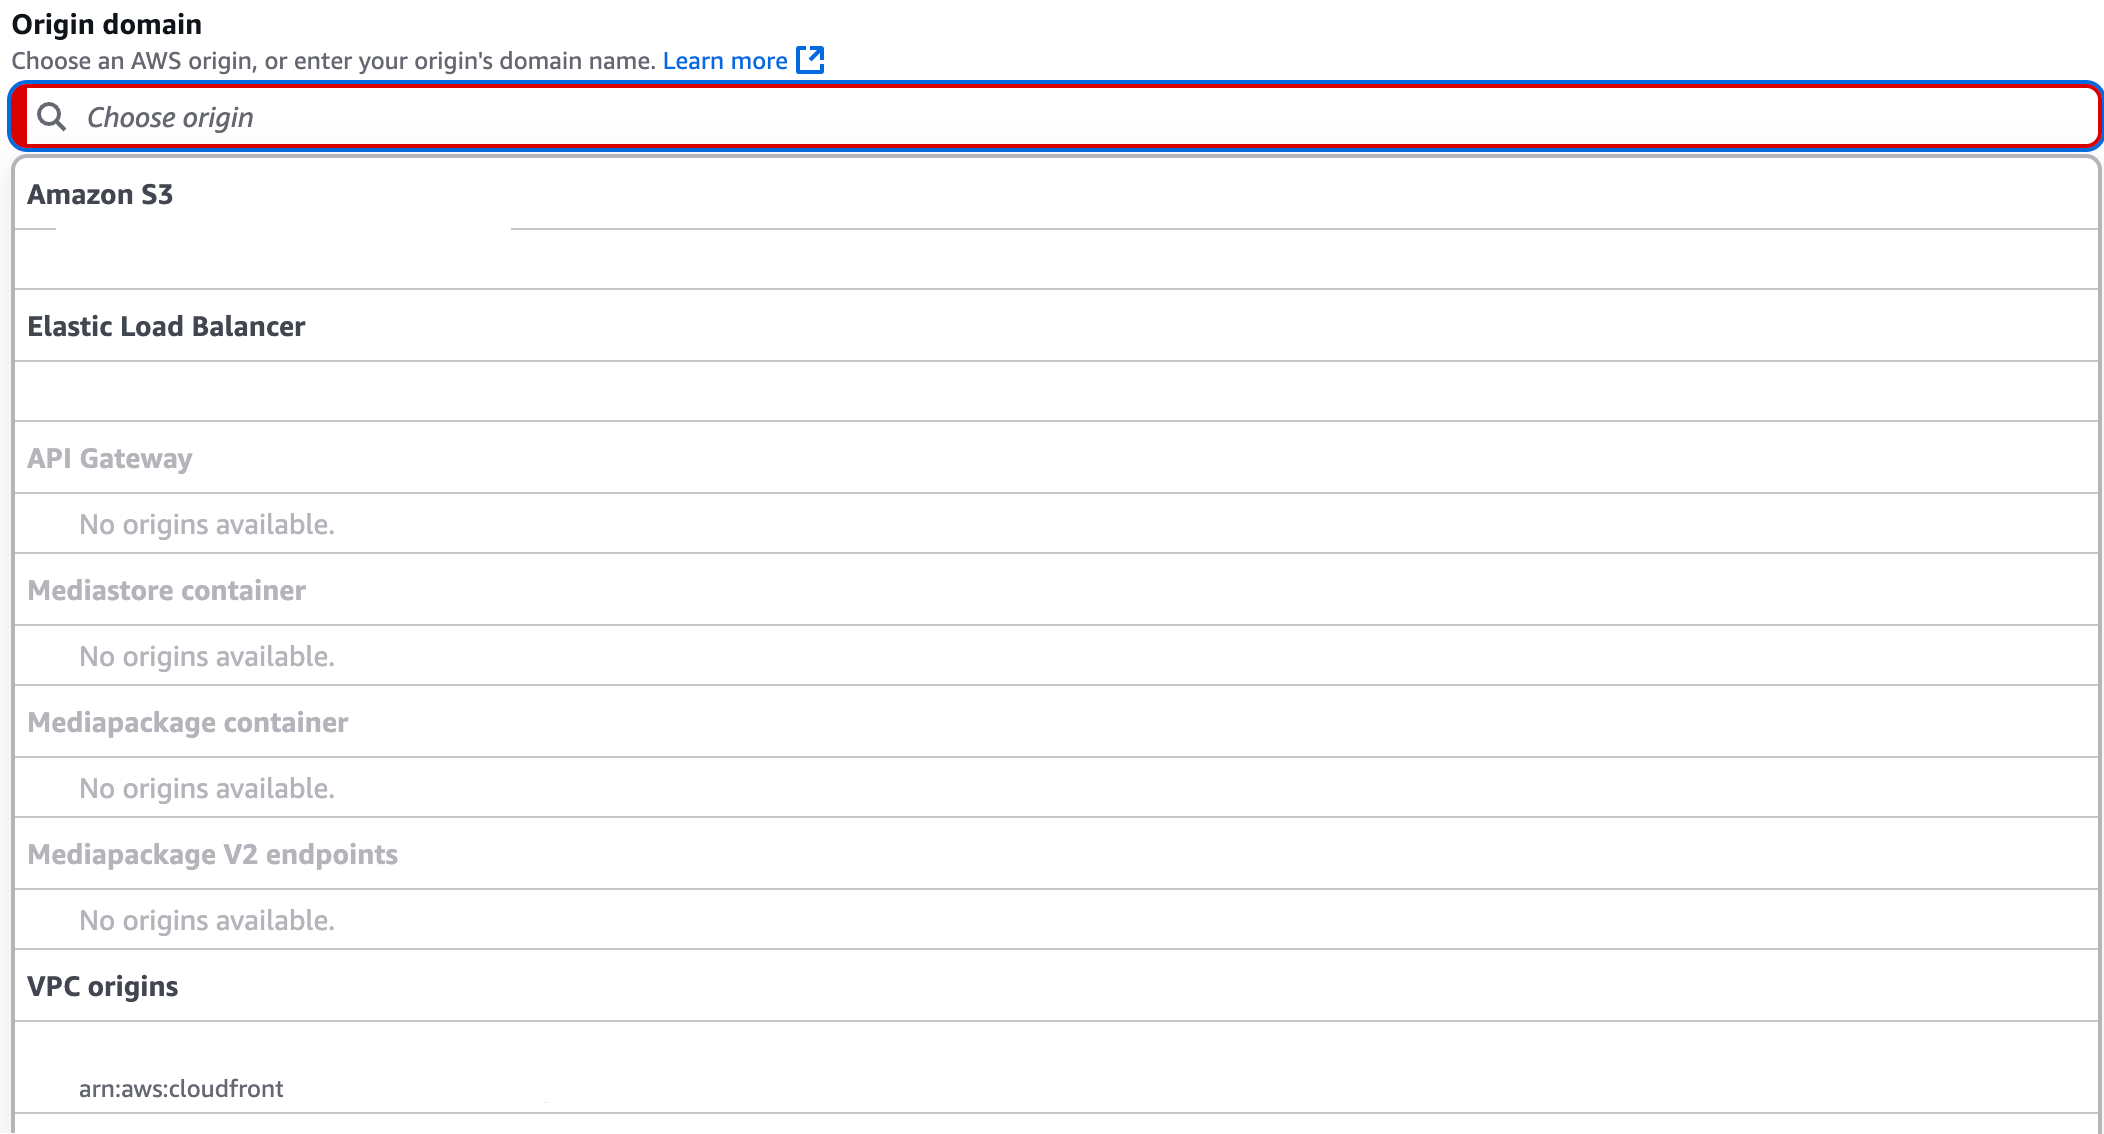 Origin domain
Choose an AWS origin, or enter your origin's domain name. Learn more
Choose origin
Amazon S3
Elastic Load Balancer
API Gateway
No origins available.
Mediastore container
No origins available.
Mediapackage container
No origins available.
Mediapackage V2 endpoints
No origins available.
VPC origins
arn:aws:cloudfront